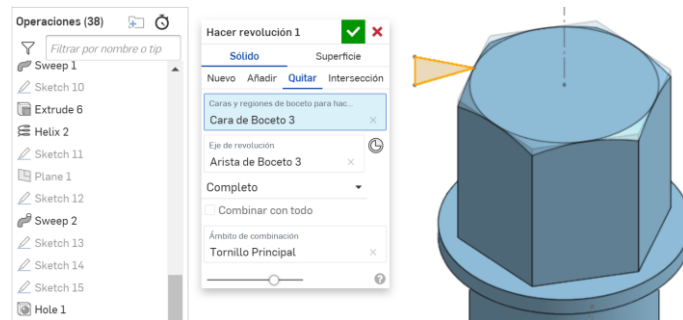 Operaciones (38)
Filtrar por nombre o tip
Sweep 1
Sketch 10
Extrude 6
Helix 2
Sketch 11
Plane 1
Sketch 12
Sweep 2
Sketch 13
Sketch 14
Sketch 15
Hole 1
Hacer revolución 1
Sólido Superficie
Nuevo Añadir Quitar Intersección
Caras y regiones de boceto para hac...
Cara de Boceto 3
Eje de revolución
Arista de Boceto 3
Completo
Combinar con todo
Ámbito de combinación
Tornillo Principal